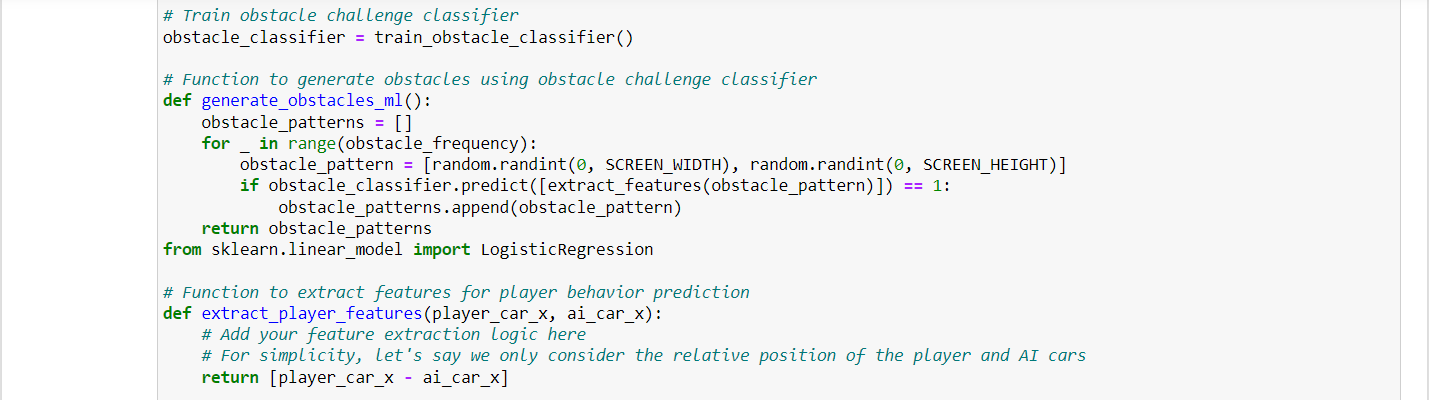 # Train obstacle challenge classifier
obstacle_classifier = train_obstacle_classifier()

# Function to generate obstacles using obstacle challenge classifier
def generate_obstacles_ml():
    obstacle_patterns = []
    for _ in range(obstacle_frequency):
        obstacle_pattern = [random.randint(0, SCREEN_WIDTH), random.randint(0, SCREEN_HEIGHT)]
        if obstacle_classifier.predict([extract_features(obstacle_pattern)]) == 1:
            obstacle_patterns.append(obstacle_pattern)
    return obstacle_patterns
from sklearn.linear_model import LogisticRegression

# Function to extract features for player behavior prediction
def extract_player_features(player_car_x, ai_car_x):
    # Add your feature extraction logic here
    # For simplicity, let's say we only consider the relative position of the player and AI cars
    return [player_car_x - ai_car_x]